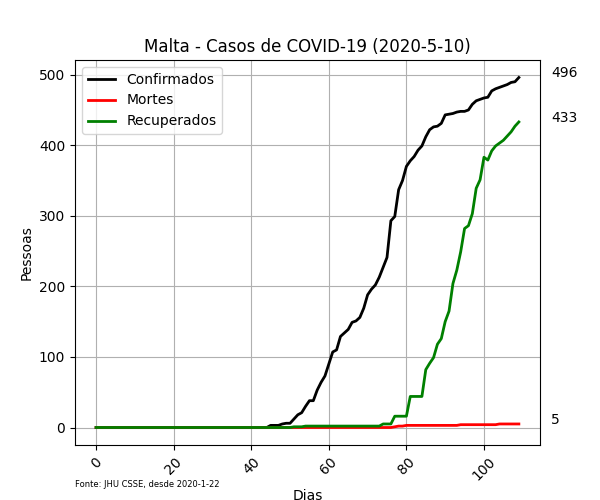 Malta - Casos de COVID-19 (2020-5-10)
Confirmados
Mortes
Recuperados
500
400
300
200
100
0
Pessoas
496
433
5
0
20
40
60
80
100
Fonte: JHU CSSE, desde 2020-1-22
Dias